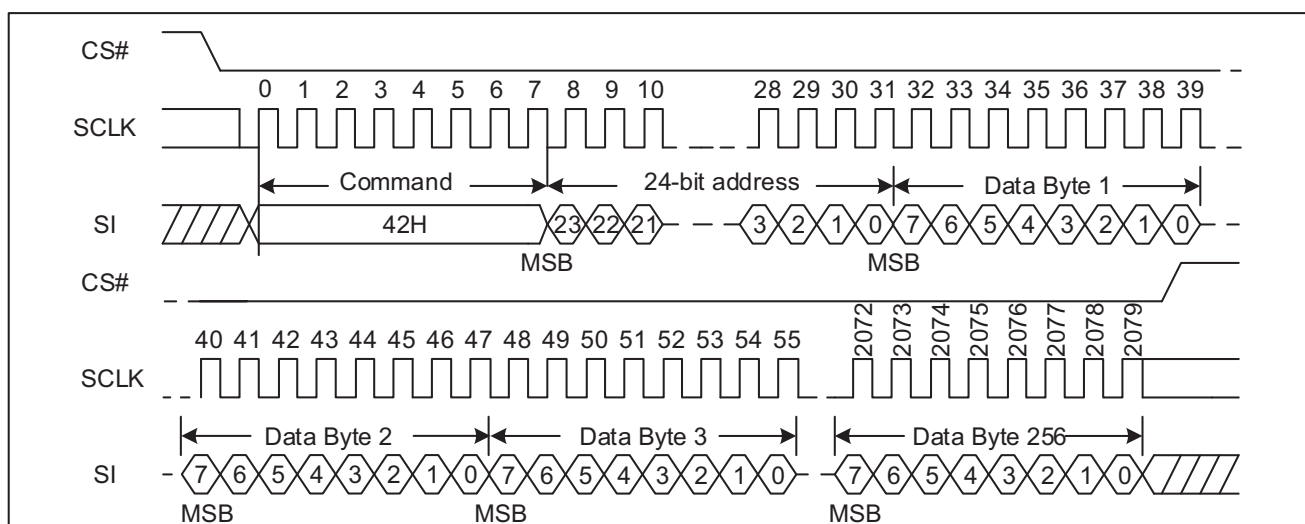 CS#
0 1 2 3 4 5 6 7 8 9 10 28 29 30 31 32 33 34 35 36 37 38 39
SCLK
Command 24-bit address Data Byte 1
SI 42H 23 22 21 3 2 1 0 7 6 5 4 3 2 1 0
MSB MSB
CS#
40 41 42 43 44 45 46 47 48 49 50 51 52 53 54 55 2072 2073 2074 2075 2076 2077 2078 2079
SCLK
Data Byte 2 Data Byte 3 Data Byte 256
SI 7 6 5 4 3 2 1 0 7 6 5 4 3 2 1 0 7 6 5 4 3 2 1 0
MSB MSB MSB